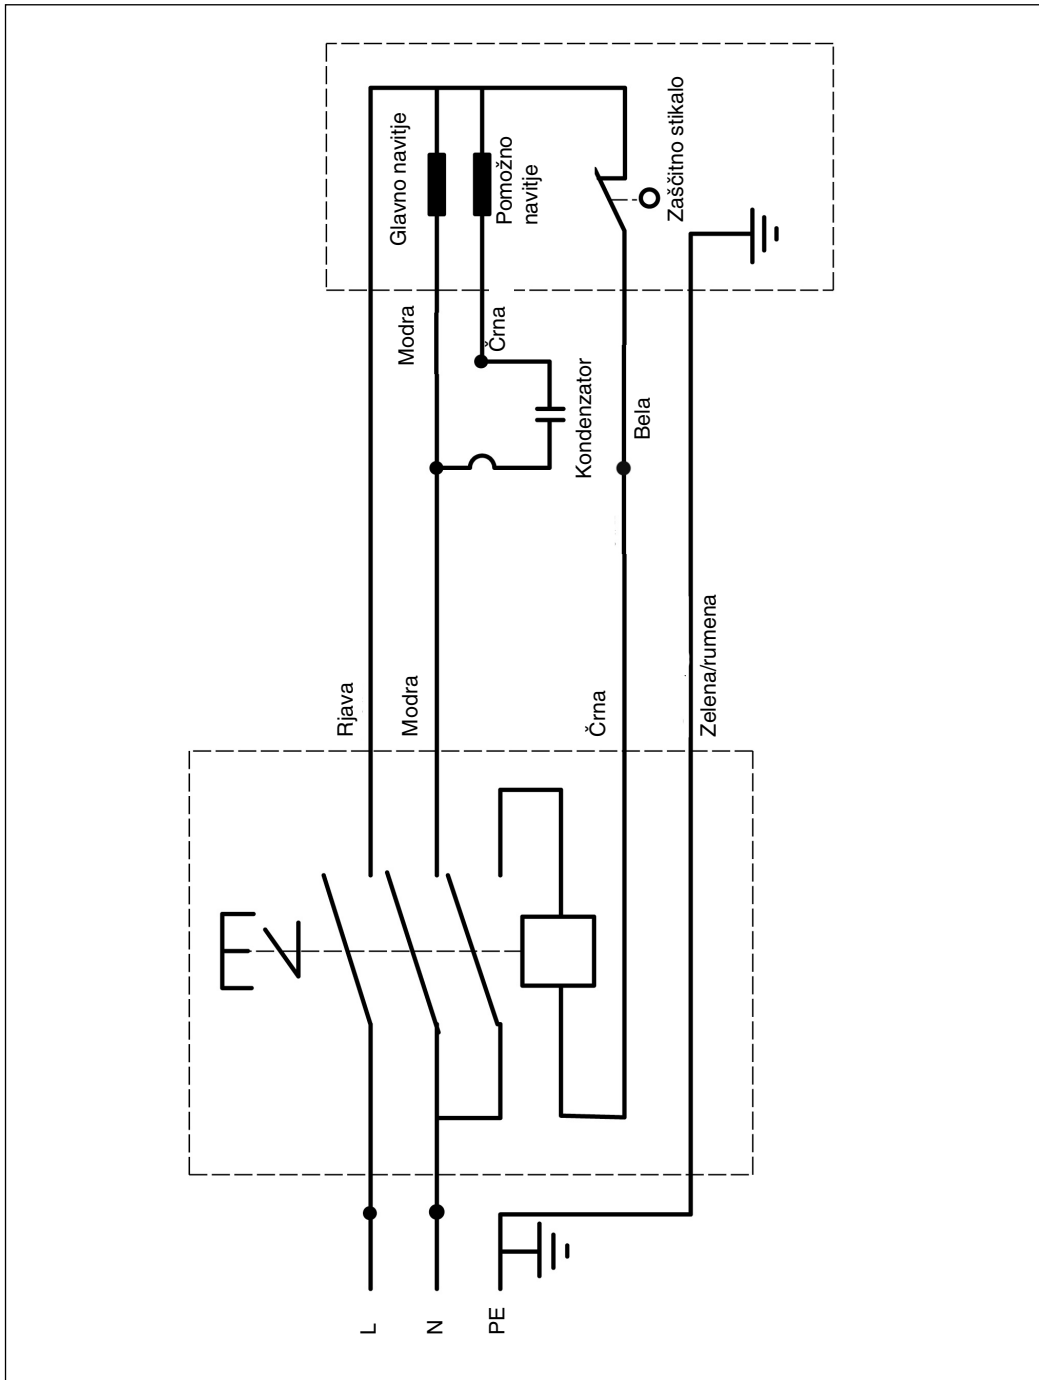 Glavno navitje
Pomožno
navitje
Zaščitno stikalo
Modra
Črna
Kondenzator
Bela
Rjava
Modra
Črna
Zelena/rumena
L
N
PE